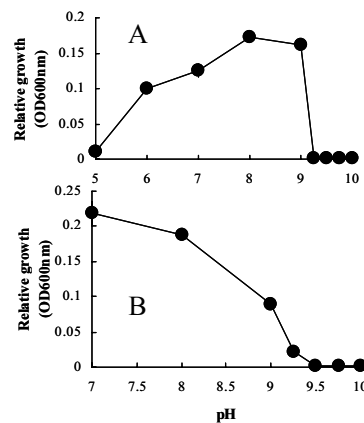 0.2
0.15
0.1
0.05
0
Relative growth
(OD600nm)
A
5 6 7 8 9 10
0.25
0.2
0.15
0.1
0.05
0
Relative growth
(OD600nm)
B
7 7.5 8 8.5 9 9.5 10
pH